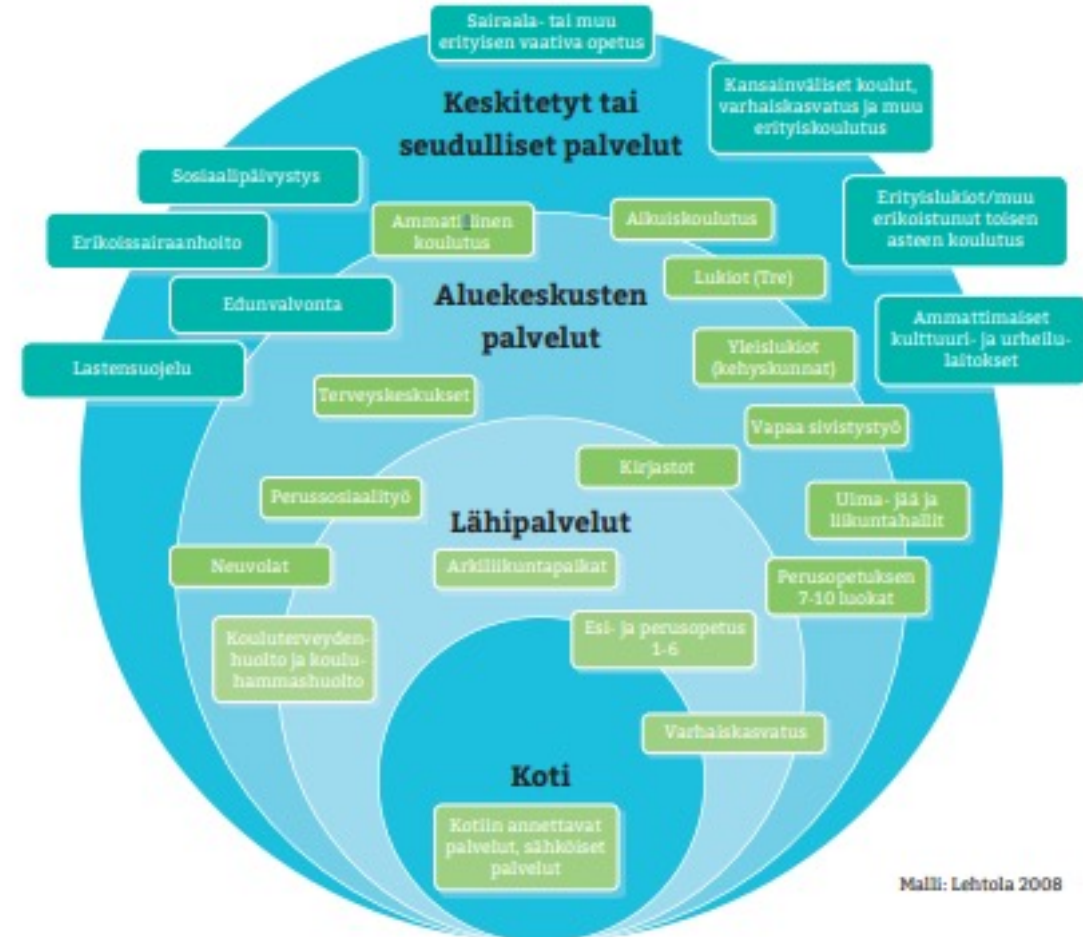 Sairaala- tai muu
erityisen vaativa opetus
Keskitetyt tai
seudulliset palvelut
Kansainväliset koulut,
varhaiskasvatus ja muu
erityiskoulutus
Sosiaalipäivystys
Erityislukiot/muu
erikoistunut toisen
asteen koulutus
Erikoissairaanhoito
Ammatillinen
koulutus
Aikuiskoulutus
Lukiot (Tre)
Edunvalvonta
Aluekeskusten
palvelut
Ammattimaiset
kulttuuri- ja urheilu-
laitokset
Yleislukiot
(kehyskunnat)
Lastensuojelu
Terveyskeskukset
Vapaa sivistystyö
Kirjastot
Perussosiaalityö
Uima- jää ja
liikuntahallit
Lähipalvelut
Neuvolat
Arkiliikuntapaikat
Perusopetuksen
7-10 luokat
Kouluterveyden-
huolto ja koulu-
hammashuolto
Esi- ja perusopetus
1-6
Varhaiskasvatus
Koti
Kotiin annettavat
palvelut, sähköiset
palvelut
Malli: Lehtola 2008